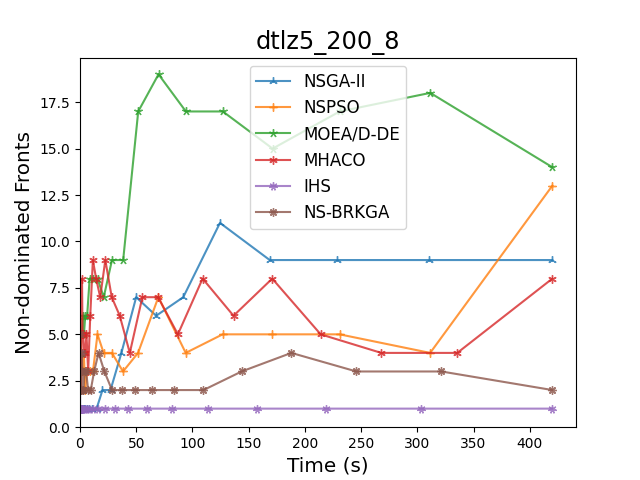 dtlz5_200_8
NSGA-II
NSPSO
MOEA/D-DE
MHACO
IHS
NS-BRKGA
Non-dominated Fronts
17.5
15.0
12.5
10.0
7.5
5.0
2.5
0.0
0 50 100 150 200 250 300 350 400
Time (s)